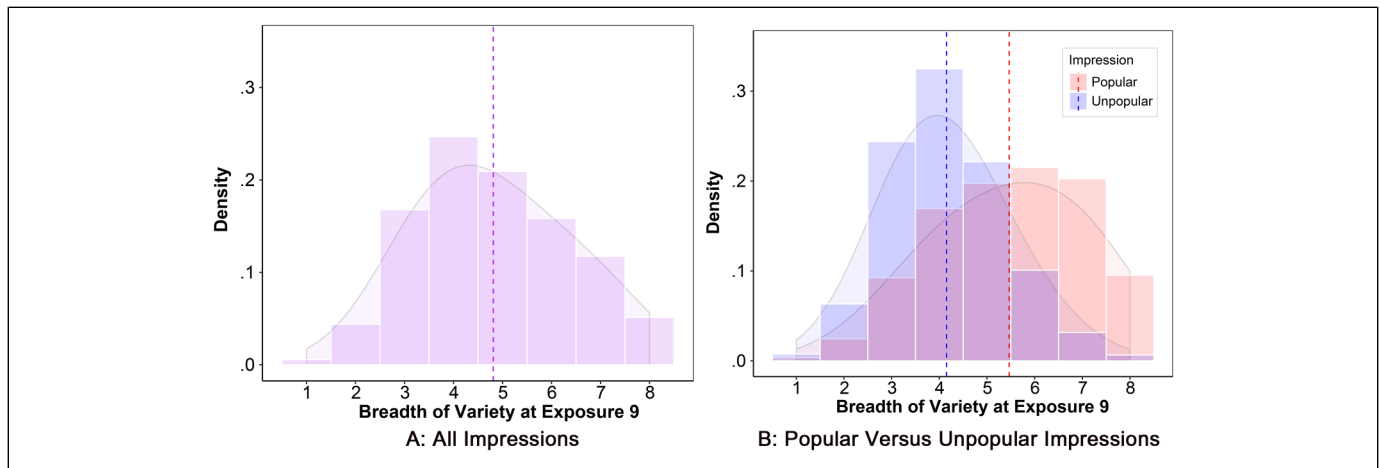 .3
.2
.1
.0
Density
1 2 3 4 5 6 7 8
Breadth of Variety at Exposure 9
A: All Impressions
Impression
Popular
Unpopular
.3
.2
.1
.0
Density
1 2 3 4 5 6 7 8
Breadth of Variety at Exposure 9
B: Popular Versus Unpopular Impressions